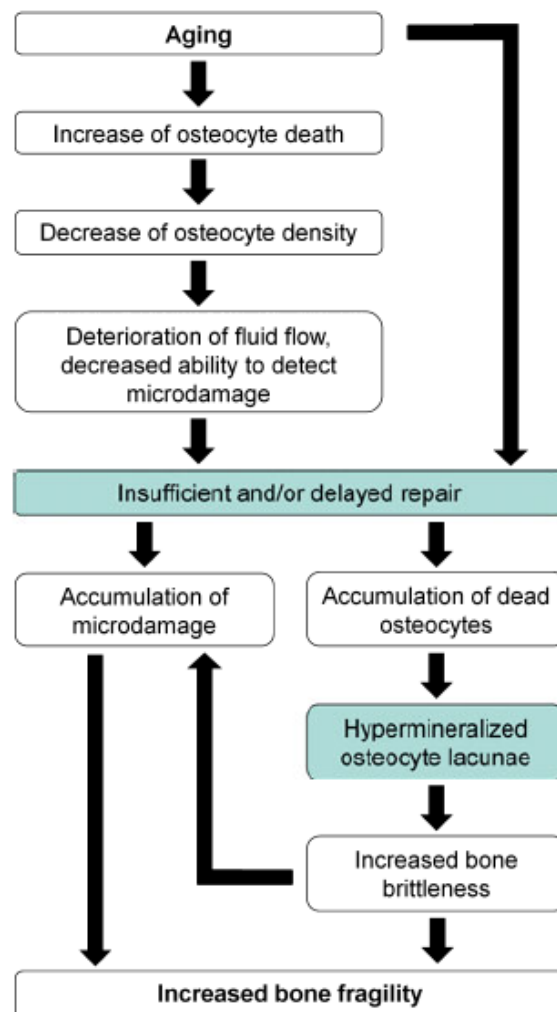 Aging
Increase of osteocyte death
Decrease of osteocyte density
Deterioration of fluid flow,
decreased ability to detect
microdamage
Insufficient and/or delayed repair
Accumulation of
microdamage
Accumulation of dead
osteocytes
Hypermineralized
osteocyte lacunae
Increased bone
brittleness
Increased bone fragility